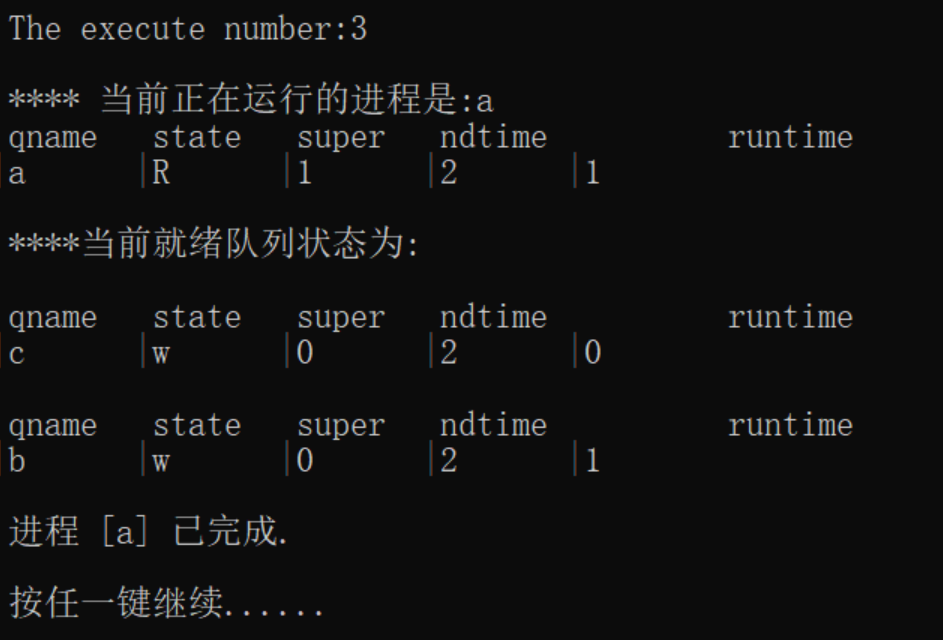 The execute number:3
**** 当前正在运行的进程是:a
qname state super ndtime runtime
|a |R |1 |2 |1
****当前就绪队列状态为:
qname state super ndtime runtime
|c |w |0 |2 |0
qname state super ndtime runtime
|b |w |0 |2 |1
进程 [a] 已完成.
按任一键继续......